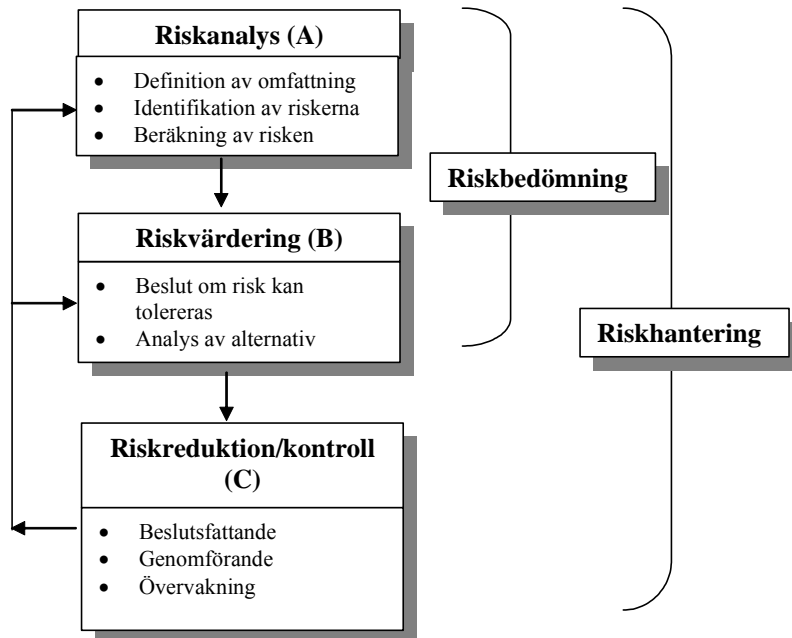 Riskanalys (A)
• Definition av omfattning
• Identifikation av riskerna
• Beräkning av risken
Riskbedömning
Riskvärdering (B)
• Beslut om risk kan
tolereras
• Analys av alternativ
Riskhantering
Riskreduktion/kontroll
(C)
• Beslutsfattande
• Genomförande
• Övervakning